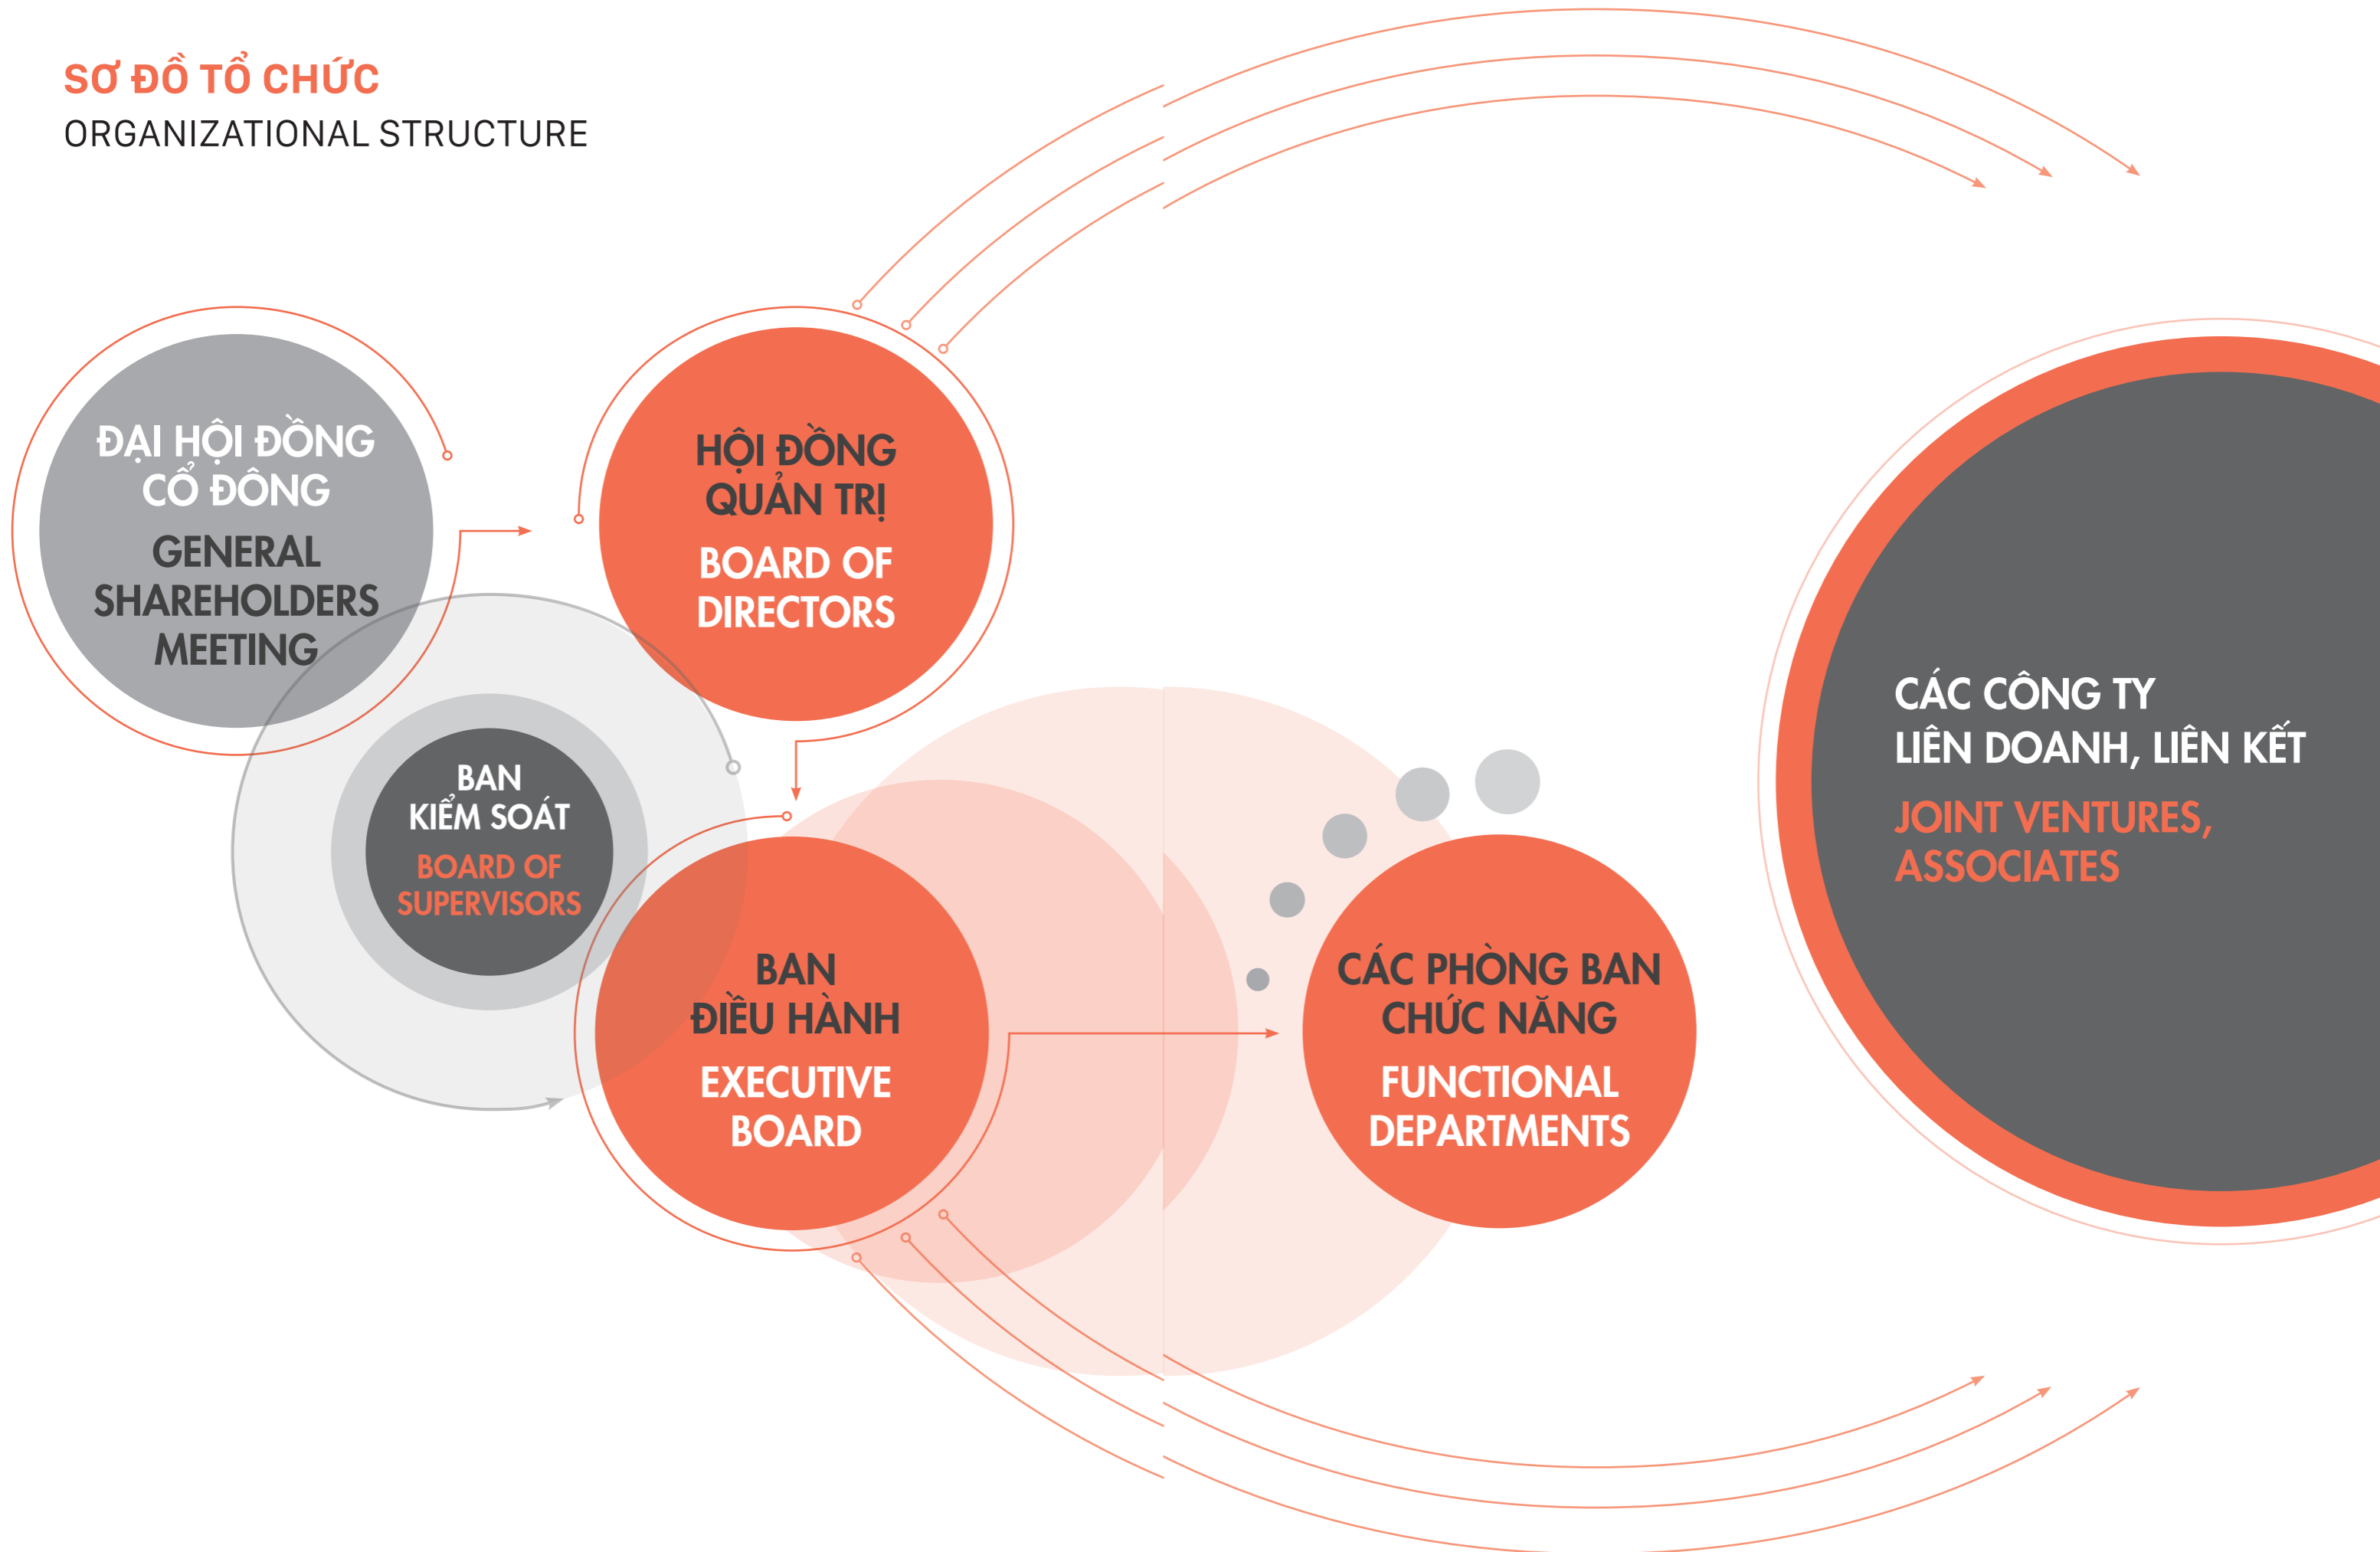 SƠ ĐỒ TỔ CHỨC
ORGANIZATIONAL STRUCTURE
ĐẠI HỘI ĐỒNG
CỔ ĐÔNG
GENERAL
SHAREHOLDERS
MEETING
HỘI ĐỒNG
QUẢN TRỊ
BOARD OF
DIRECTORS
BAN
KIỂM SOÁT
BOARD OF
SUPERVISORS
BAN
ĐIỀU HÀNH
EXECUTIVE
BOARD
CÁC PHÒNG BAN
CHỨC NĂNG
FUNCTIONAL
DEPARTMENTS
CÁC CÔNG TY
LIÊN DOANH, LIÊN KẾT
JOINT VENTURES,
ASSOCIATES